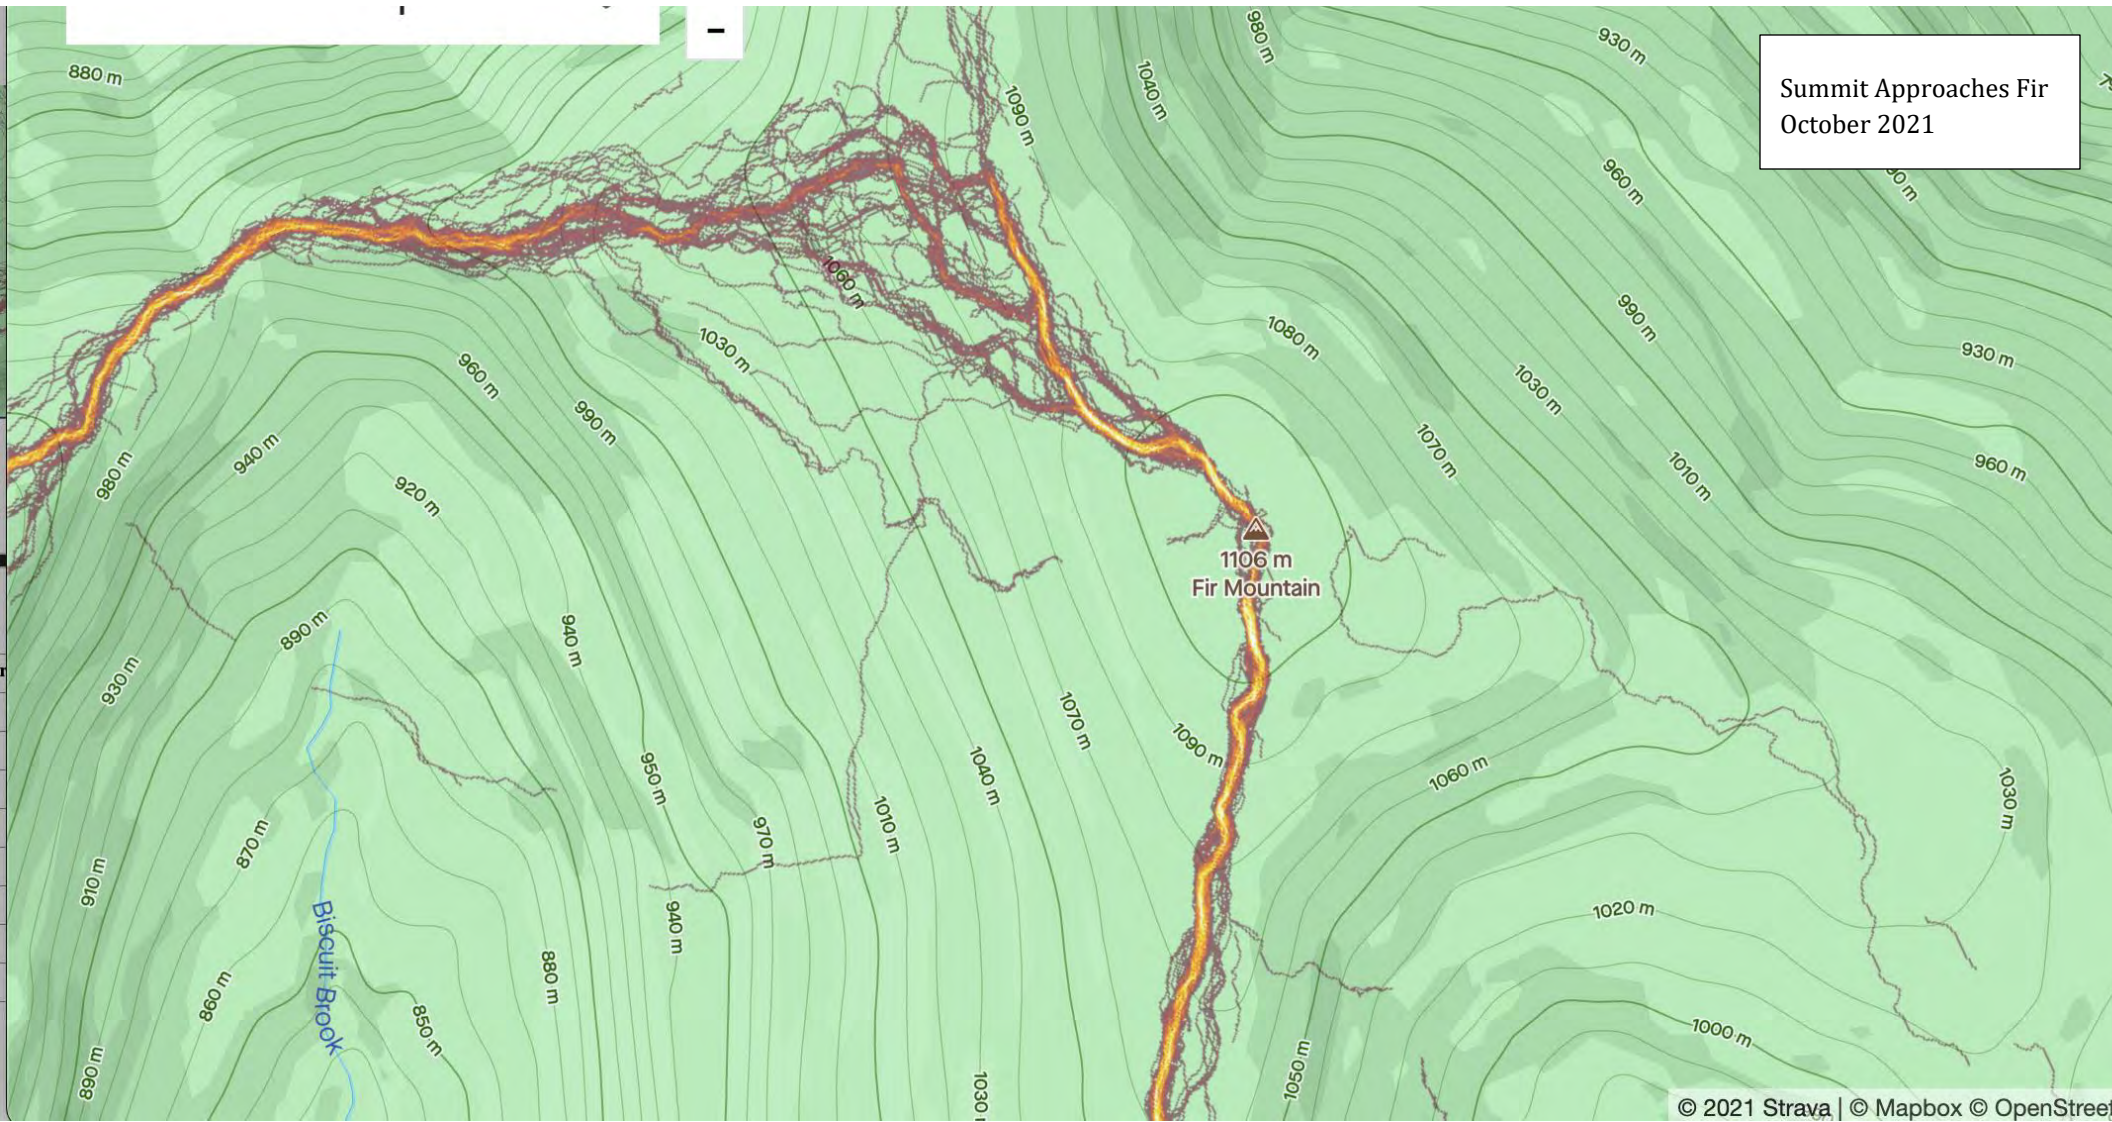 880 m
980 m
930 m
Summit Approaches Fir
October 2021
1040 m
1090 m
960 m
1060 m
990 m
1080 m
1030 m
930 m
960 m
1030 m
990 m
1070 m
940 m
980 m
1010 m
960 m
920 m
1106 m
Fir Mountain
890 m
940 m
930 m
1070 m
1090 m
950 m
1040 m
1060 m
1030 m
870 m
970 m
1010 m
910 m
940 m
1020 m
Biscuit Brook
880 m
860 m
850 m
1000 m
890 m
1030
1050 m
© 2021 Strava | © Mapbox © OpenStreet